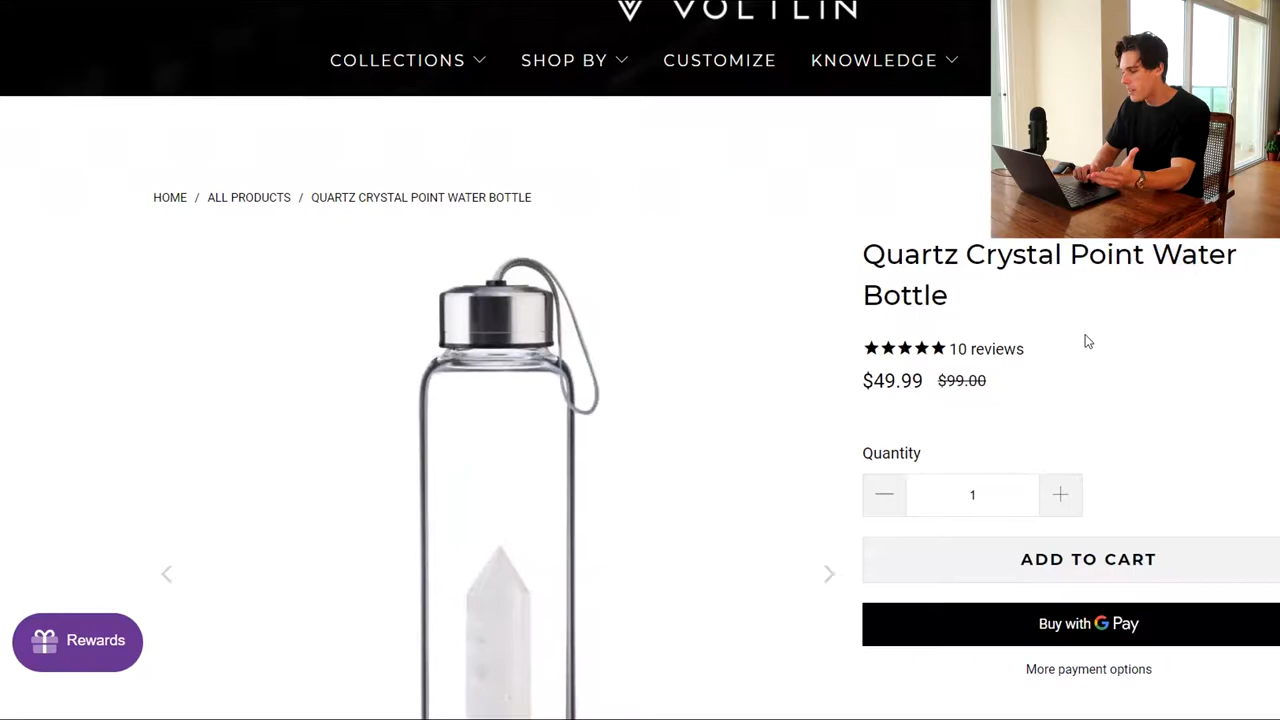 VOLTLIN
COLLECTIONS SHOP BY CUSTOMIZE KNOWLEDGE
HOME / ALL PRODUCTS / QUARTZ CRYSTAL POINT WATER BOTTLE
Quartz Crystal Point Water
Bottle
10 reviews
$49.99 $99.00
Quantity
1
ADD TO CART
Buy with G Pay
More payment options
Rewards